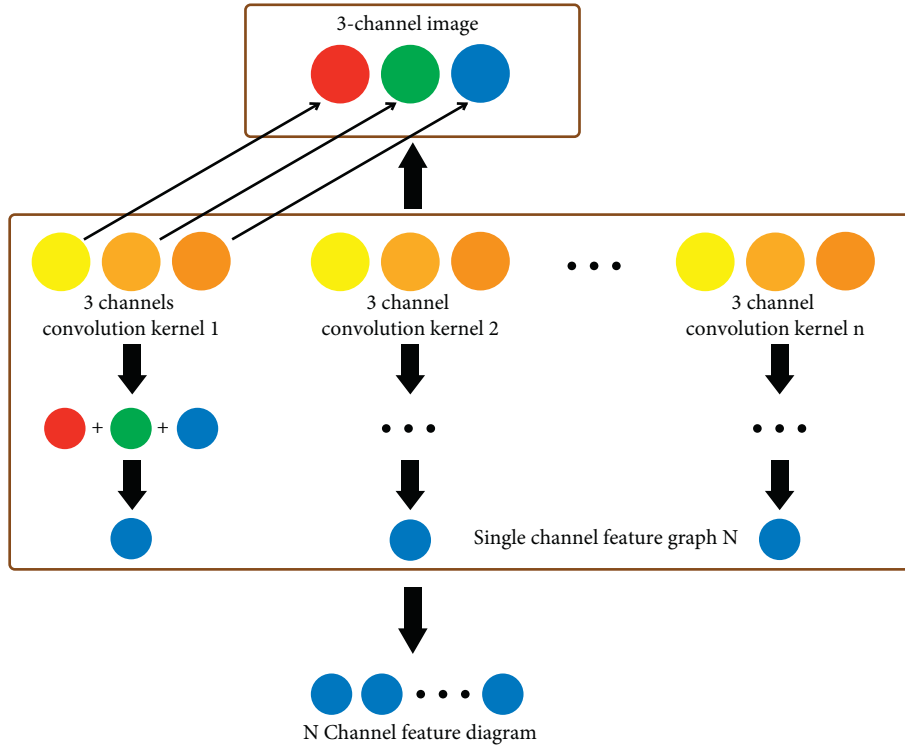 3-channel image
3 channels
convolution kernel 1
3 channel
convolution kernel 2
3 channel
convolution kernel n
+ +
Single channel feature graph N
N Channel feature diagram